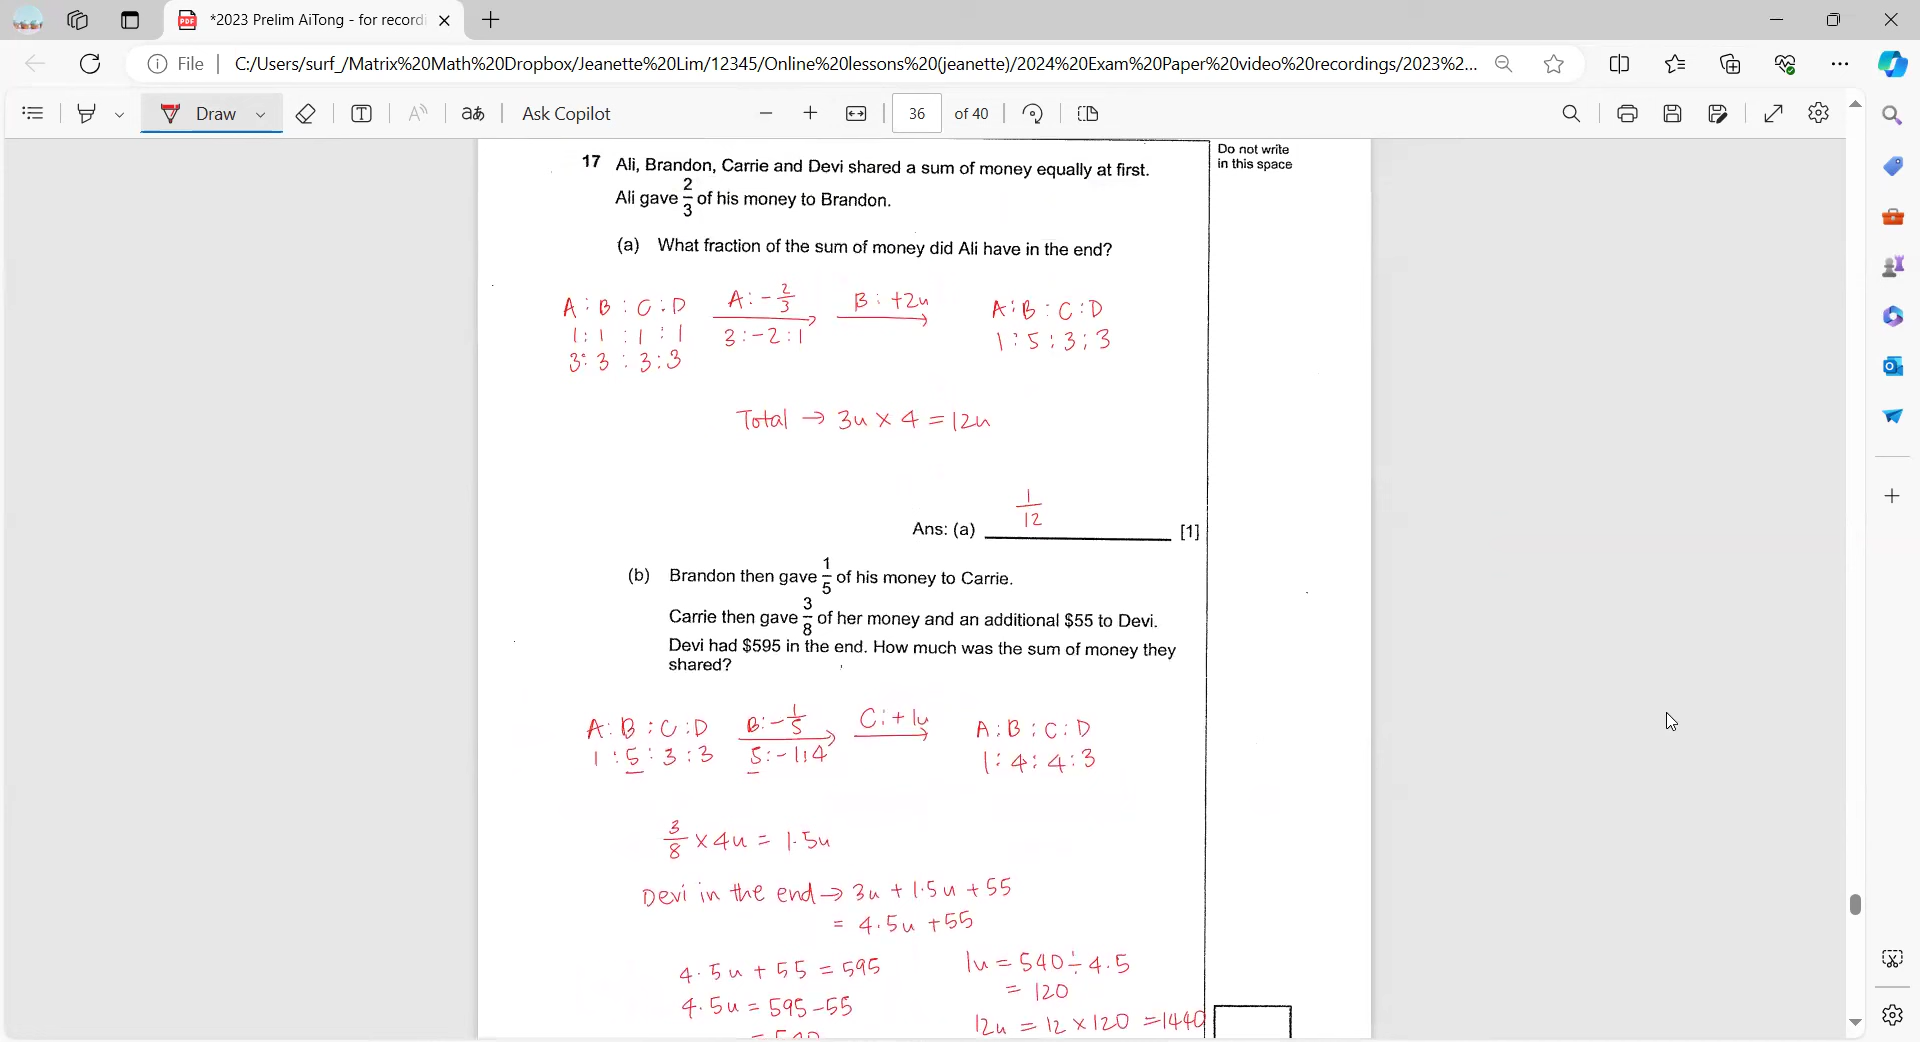 *2023 Prelim AiTong - for recordi
File
C:/Users/surf_/Matrix%20Math%20Dropbox/Jeanette%20Lim/12345/Online%20lessons%20(jeanette)/2024%20Exam%20Paper%20video%20recordings/2023%2...
Draw
Ask Copilot
36 of 40
Do not write
in this space
17 Ali, Brandon, Carrie and Devi shared a sum of money equally at first.
Ali gave 2/3 of his money to Brandon.
(a) What fraction of the sum of money did Ali have in the end?
A : B : C : D A : - 2/3 B : +2u A : B : C : D
1 : 1 : 1 : 1 3 : -2 : 1 1 : 5 : 3 : 3
3 : 3 : 3 : 3
Total → 3u × 4 = 12u
1/12
Ans: (a) [1]
(b) Brandon then gave 1/5 of his money to Carrie.
Carrie then gave 3/8 of her money and an additional $55 to Devi.
Devi had $595 in the end. How much was the sum of money they
shared?
A : B : C : D B : - 1/5 C : +1u A : B : C : D
1 : 5 : 3 : 3 5 : -1 : 4 1 : 4 : 4 : 3
3/8 × 4u = 1.5u
Devi in the end → 3u + 1.5u + 55
= 4.5u + 55
4.5u + 55 = 595
4.5u = 595 - 55
= 540
1u = 540 ÷ 4.5
= 120
12u = 12 × 120 = 1440